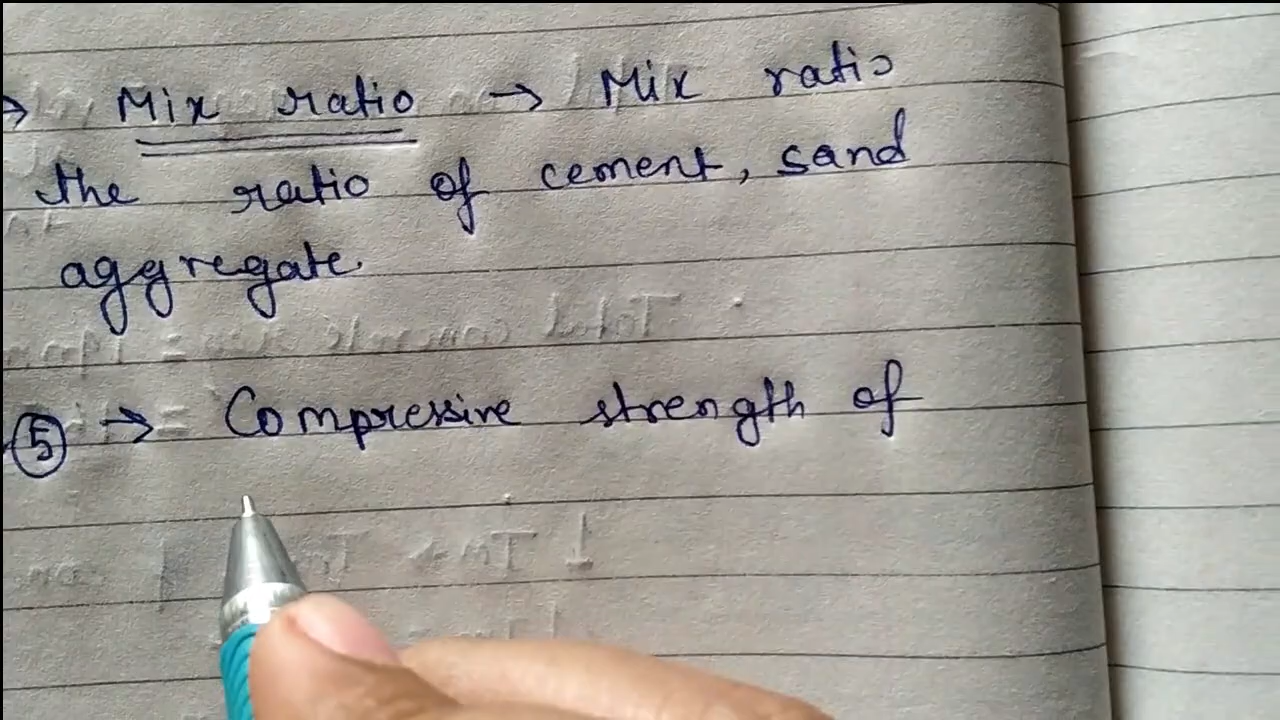 → Mix ratio → Mix ratio
the ratio of cement, sand
aggregate.
⑤ → Compressive strength of